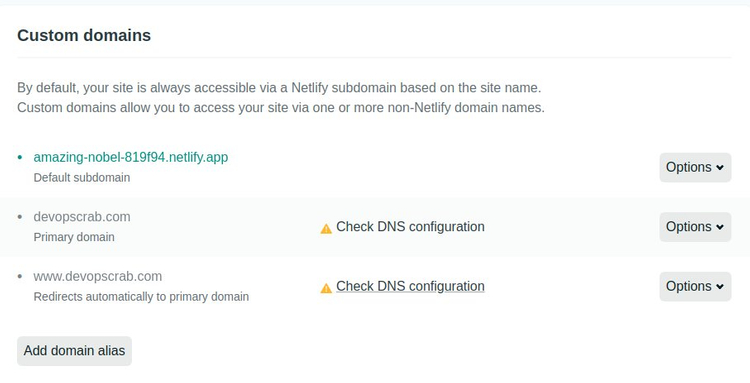 Custom domains
By default, your site is always accessible via a Netlify subdomain based on the site name.
Custom domains allow you to access your site via one or more non-Netlify domain names.
amazing-nobel-819f94.netlify.app
Default subdomain
Options
devopscrab.com
Primary domain
Check DNS configuration
Options
www.devopscrab.com
Redirects automatically to primary domain
Check DNS configuration
Options
Add domain alias